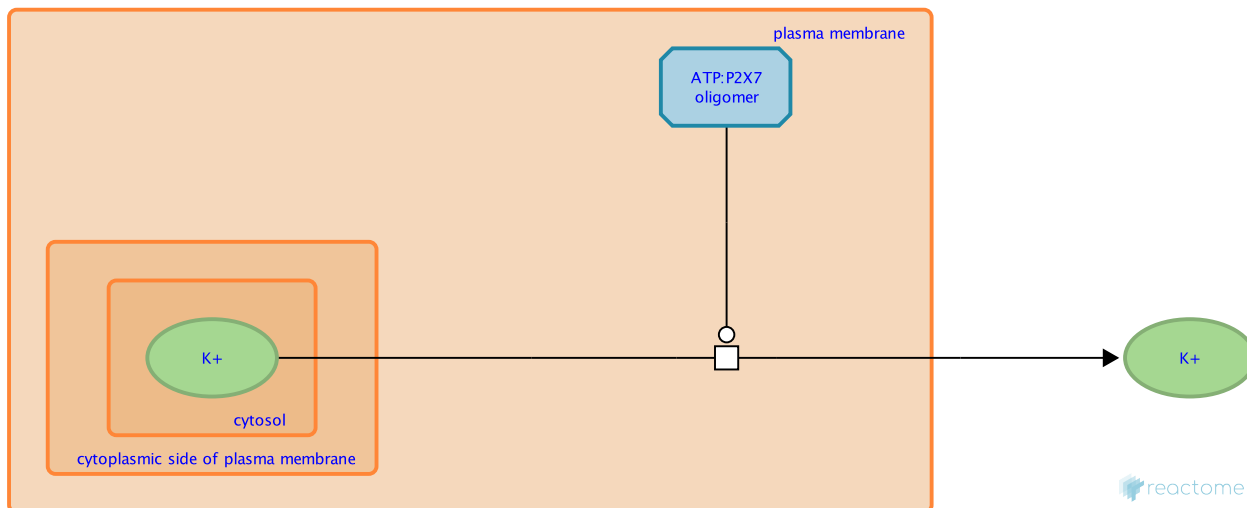 plasma membrane
ATP:P2X7
oligomer
K+
K+
cytosol
cytoplasmic side of plasma membrane
reactome